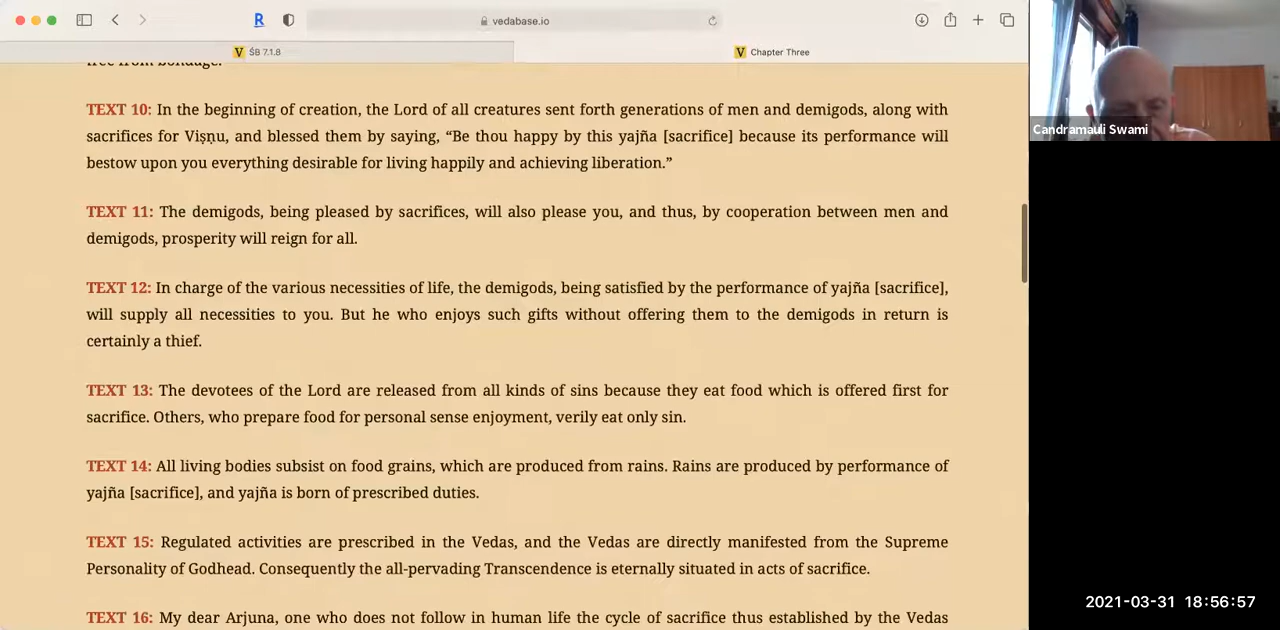 vedabase.io
ŚB 7.1.8
Chapter Three
free from bondage.
TEXT 10: In the beginning of creation, the Lord of all creatures sent forth generations of men and demigods, along with
sacrifices for Viṣṇu, and blessed them by saying, “Be thou happy by this yajña [sacrifice] because its performance will
bestow upon you everything desirable for living happily and achieving liberation.”
TEXT 11: The demigods, being pleased by sacrifices, will also please you, and thus, by cooperation between men and
demigods, prosperity will reign for all.
TEXT 12: In charge of the various necessities of life, the demigods, being satisfied by the performance of yajña [sacrifice],
will supply all necessities to you. But he who enjoys such gifts without offering them to the demigods in return is
certainly a thief.
TEXT 13: The devotees of the Lord are released from all kinds of sins because they eat food which is offered first for
sacrifice. Others, who prepare food for personal sense enjoyment, verily eat only sin.
TEXT 14: All living bodies subsist on food grains, which are produced from rains. Rains are produced by performance of
yajña [sacrifice], and yajña is born of prescribed duties.
TEXT 15: Regulated activities are prescribed in the Vedas, and the Vedas are directly manifested from the Supreme
Personality of Godhead. Consequently the all-pervading Transcendence is eternally situated in acts of sacrifice.
TEXT 16: My dear Arjuna, one who does not follow in human life the cycle of sacrifice thus established by the Vedas
Candramauli Swami
2021-03-31 18:56:57